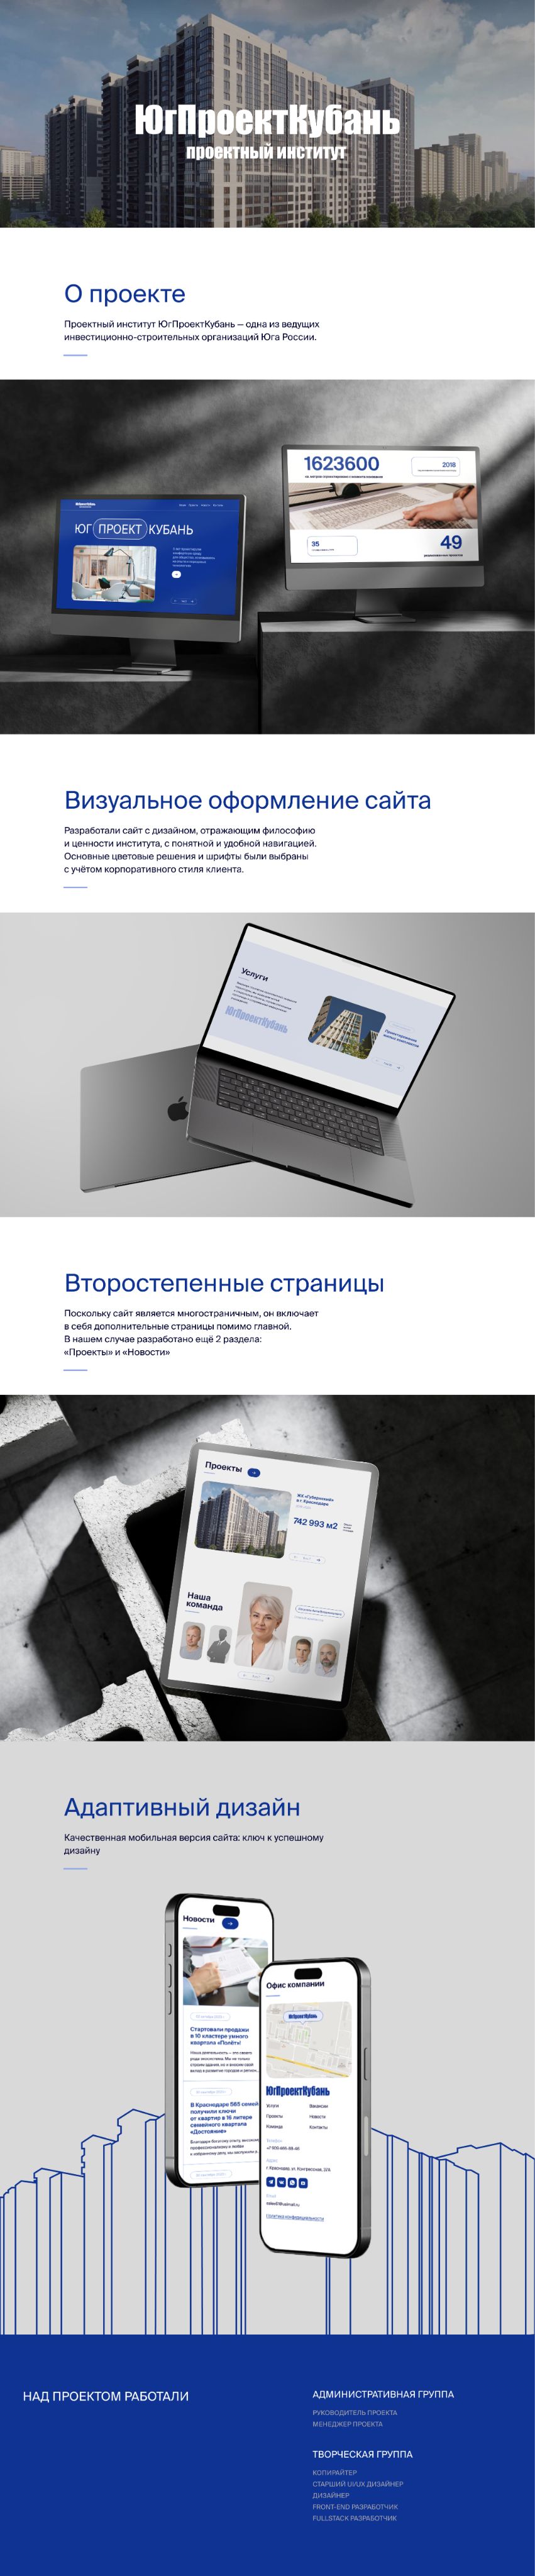 ЮгПроектКубань
проектный институт
О проекте
Проектный институт ЮгПроектКубань – одна из ведущих
инвестиционно-строительных организаций Юга России.
ЮГ ПРОЕКТ КУБАНЬ
1623600
2018
35
49
Визуальное оформление сайта
Разработали сайт с дизайном, отражающим философию
и ценности института, с понятной и удобной навигацией.
Основные цветовые решения и шрифты были выбраны
с учётом корпоративного стиля клиента.
Услуги
ЮгПроектКубань
Второстепенные страницы
Поскольку сайт является многостраничным, он включает
в себя дополнительные страницы помимо главной.
В нашем случае разработано ещё 2 раздела:
«Проекты» и «Новости»
Проекты
ЖК «Губернский»
в г. Краснодаре
742 993 м2
Наша
команда
Адаптивный дизайн
Качественная мобильная версия сайта: ключ к успешному
дизайну
Новости
Стартовали продажи
в 10 кластере умного
квартала «Полёт»!
В Краснодаре 565 семей
получили ключи
от квартир в 16 литере
семейного квартала
«Достояние»
Офис компании
ЮгПроектКубань
ЮгПроектКубань
Услуги
Вакансии
Проекты
Новости
Команда
Контакты
Политика конфиденциальности
НАД ПРОЕКТОМ РАБОТАЛИ
АДМИНИСТРАТИВНАЯ ГРУППА
РУКОВОДИТЕЛЬ ПРОЕКТА
МЕНЕДЖЕР ПРОЕКТА
ТВОРЧЕСКАЯ ГРУППА
КОПИРАЙТЕР
СТАРШИЙ UI/UX ДИЗАЙНЕР
ДИЗАЙНЕР
FRONT-END РАЗРАБОТЧИК
FULLSTACK РАЗРАБОТЧИК